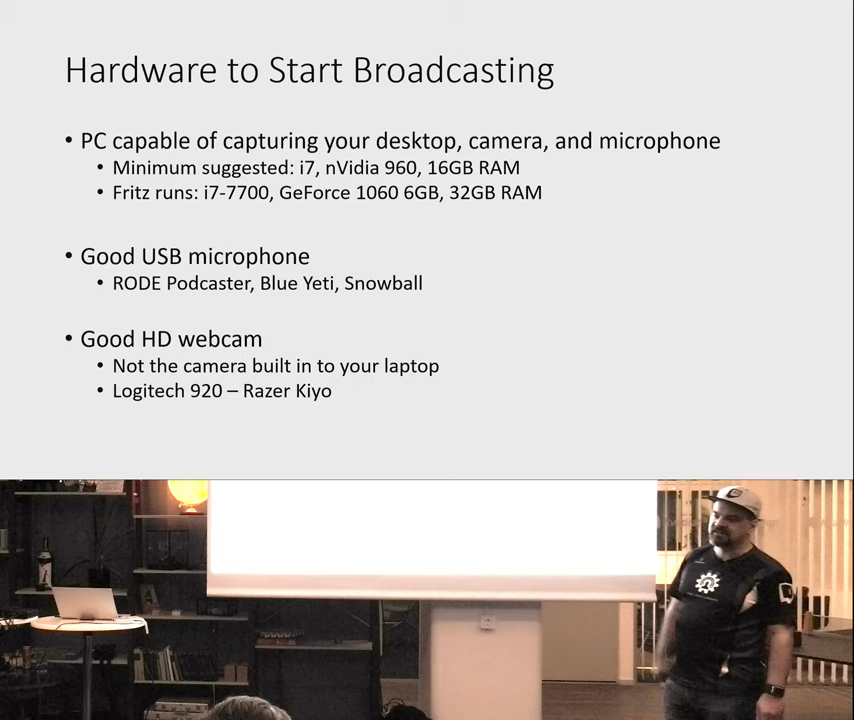 Hardware to Start Broadcasting
• PC capable of capturing your desktop, camera, and microphone
• Minimum suggested: i7, nVidia 960, 16GB RAM
• Fritz runs: i7-7700, GeForce 1060 6GB, 32GB RAM
• Good USB microphone
• RODE Podcaster, Blue Yeti, Snowball
• Good HD webcam
• Not the camera built in to your laptop
• Logitech 920 – Razer Kiyo